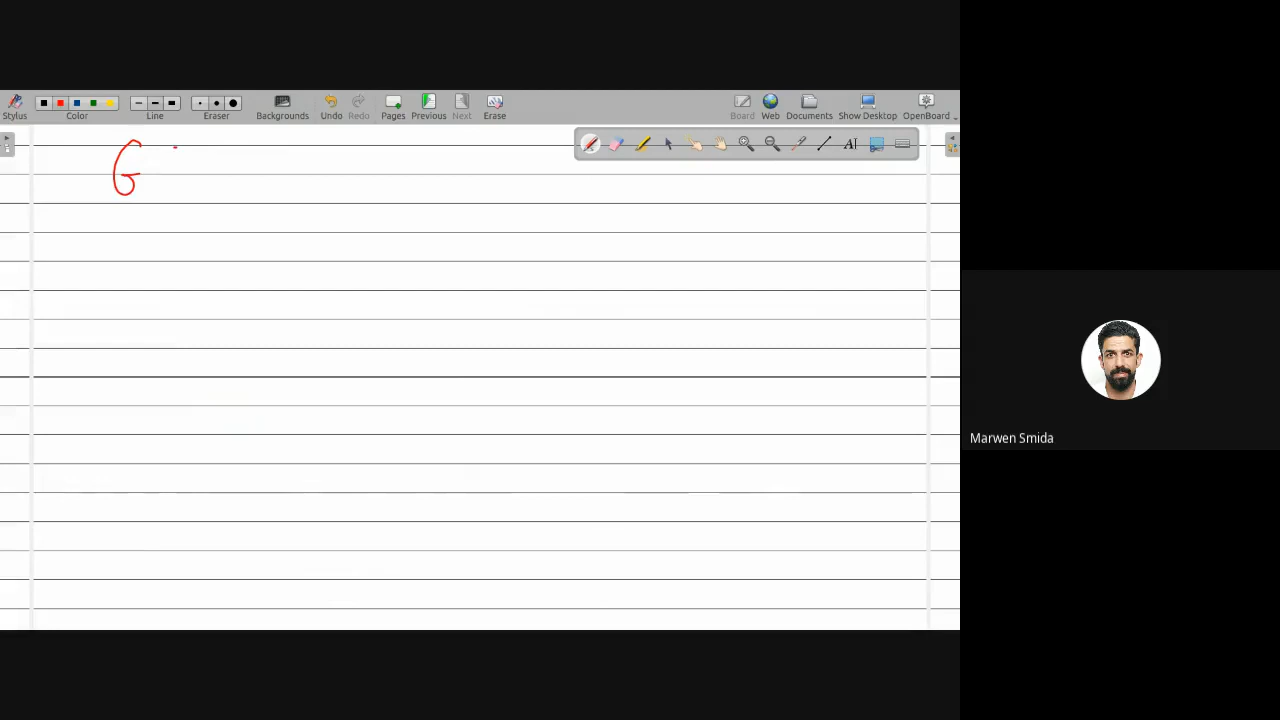 Stylus Color Line Eraser Backgrounds Undo Redo Pages Previous Next Erase Board Web Documents Show Desktop OpenBoard
G
Marwen Smida